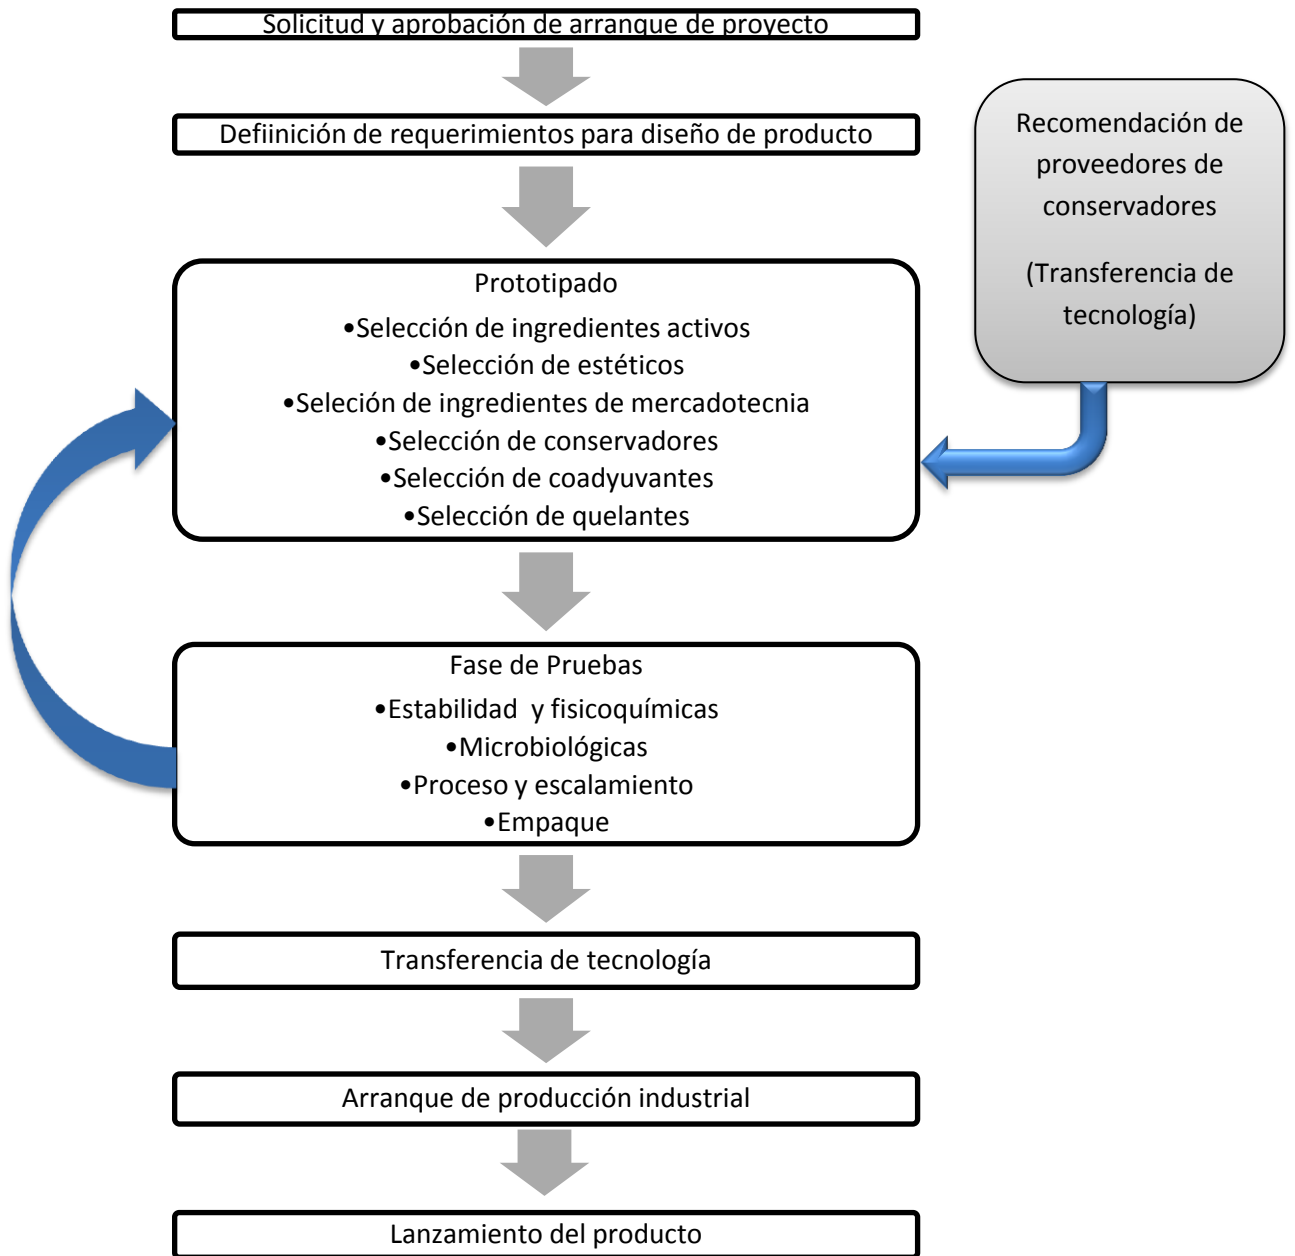 Solicitud y aprobación de arranque de proyecto
Defiinición de requerimientos para diseño de producto
Recomendación de
proveedores de
conservadores
(Transferencia de
tecnología)
Prototipado
•Selección de ingredientes activos
•Selección de estéticos
•Seleción de ingredientes de mercadotecnia
•Selección de conservadores
•Selección de coadyuvantes
•Selección de quelantes
Fase de Pruebas
•Estabilidad y fisicoquímicas
•Microbiológicas
•Proceso y escalamiento
•Empaque
Transferencia de tecnología
Arranque de producción industrial
Lanzamiento del producto